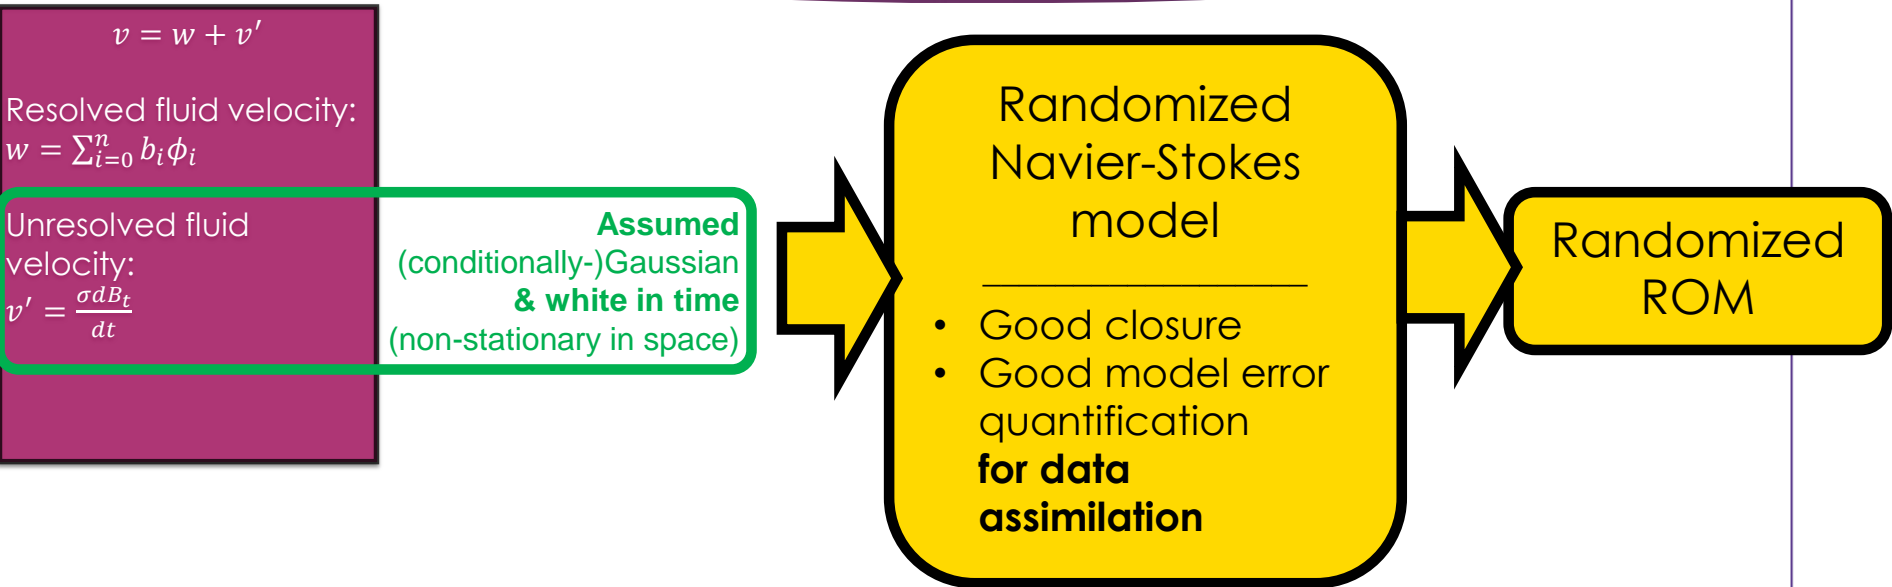 v = w + v′
Resolved fluid velocity:
w = ∑ⁿᵢ₌₀ bᵢϕᵢ
Unresolved fluid
velocity:
v′ = σdBₜ/dt
Assumed
(conditionally-)Gaussian
& white in time
(non-stationary in space)
Randomized
Navier-Stokes
model
• Good closure
• Good model error
quantification
for data
assimilation
Randomized
ROM